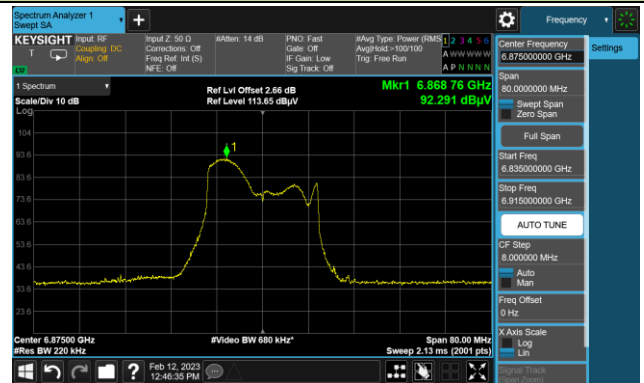 Spectrum Analyzer 1
Swept SA
Frequency
KEYSIGHT
Input: RF
Coupling: DC
Align: Off
Input Z: 50 Ω
Corrections: Off
Freq Ref: Int (S)
NFE: Off
#Atten: 14 dB
PNO: Fast
Gate: Off
IF Gain: Low
Sig Track: Off
#Avg Type: Power (RMS)
Avg|Hold:>100/100
Trig: Free Run
1 2 3 4 5 6
A W W W W W
A P N N N N
LW
Center Frequency
6.875000000 GHz
Settings
Span
80.0000000 MHz
Swept Span
Zero Span
Full Span
Start Freq
6.835000000 GHz
Stop Freq
6.915000000 GHz
AUTO TUNE
CF Step
8.000000 MHz
Auto
Man
Freq Offset
0 Hz
X Axis Scale
Log
Lin
Signal Track
(Span Zoom)
1 Spectrum
Scale/Div 10 dB
Log
Ref Lvl Offset 2.66 dB
Ref Level 113.65 dBµV
Mkr1 6.868 76 GHz
92.291 dBµV
1
104
93.6
83.6
73.6
63.6
53.6
43.6
33.6
23.6
Center 6.87500 GHz
#Res BW 220 kHz
#Video BW 680 kHz*
Span 80.00 MHz
Sweep 2.13 ms (2001 pts)
?
Feb 12, 2023
12:46:35 PM